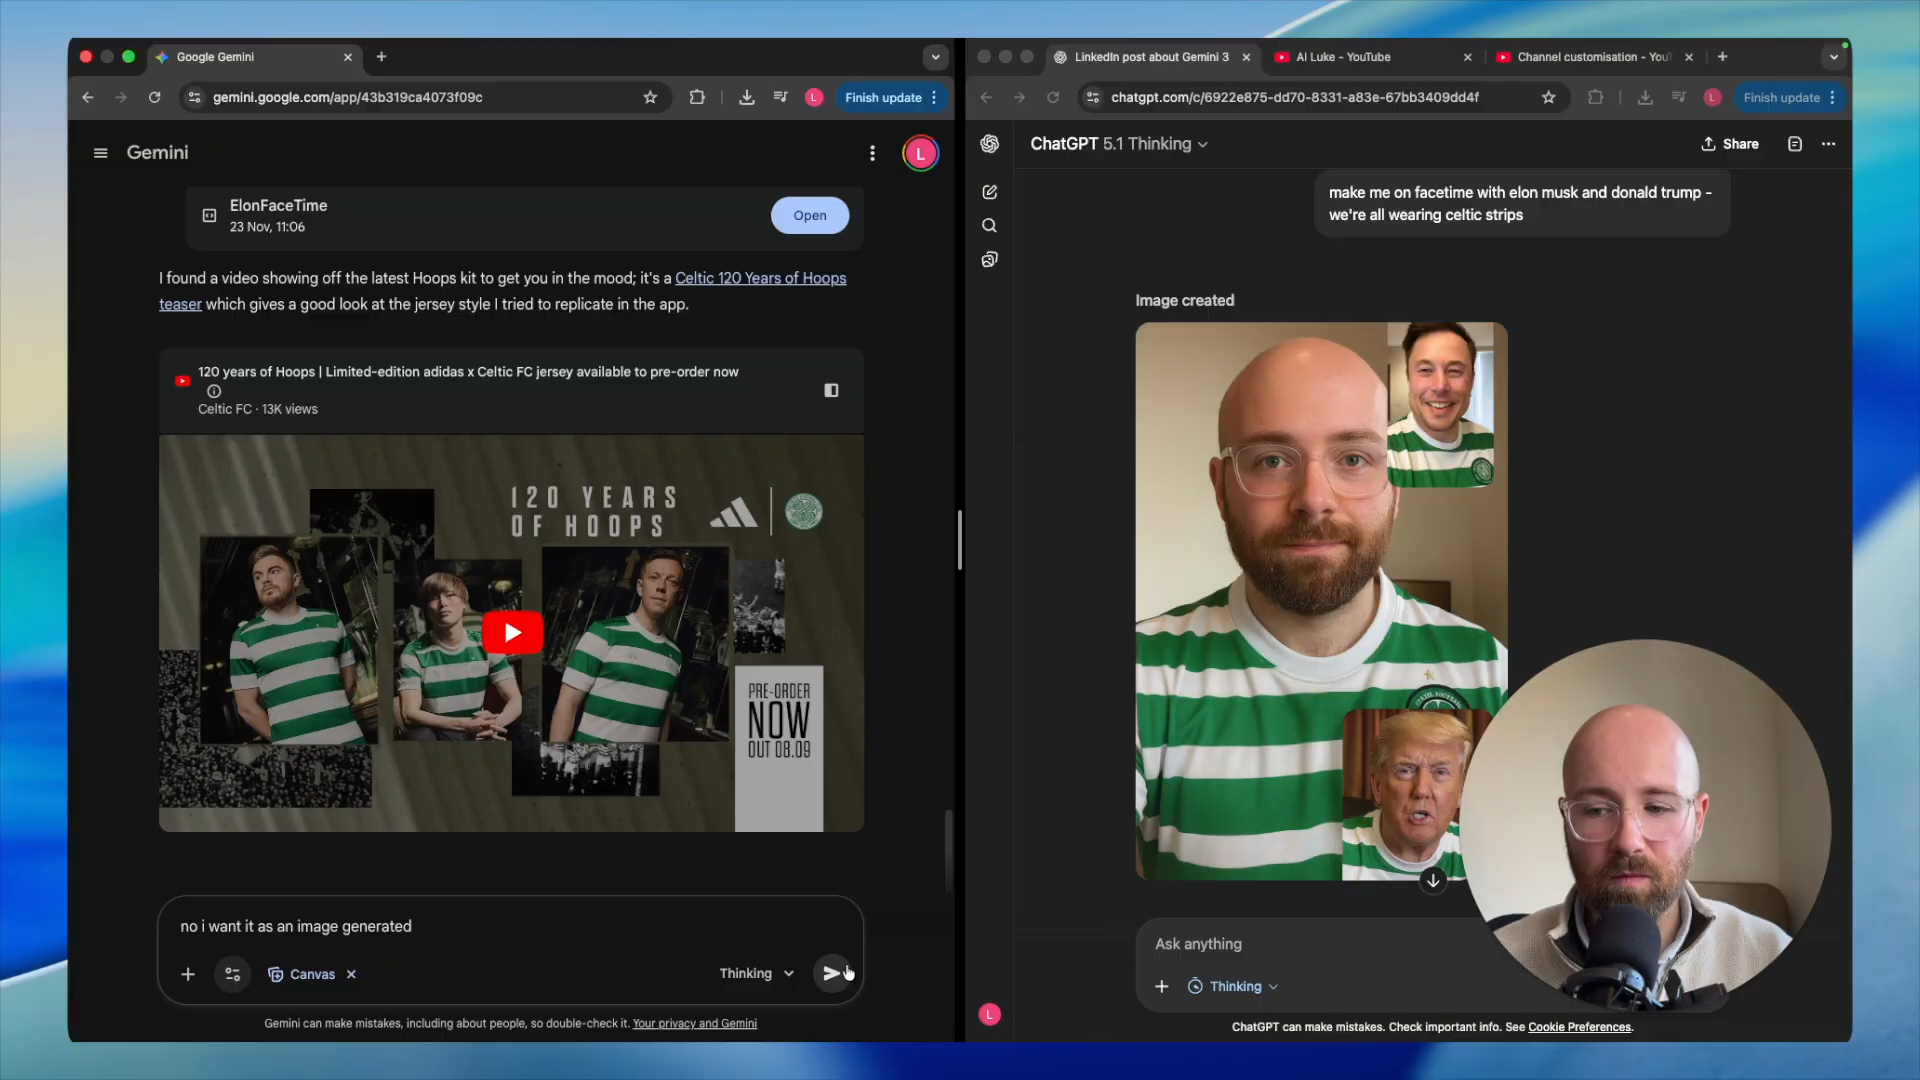 Google Gemini
gemini.google.com/app/43b319ca4073f09c
Finish update
Gemini
L
ElonFaceTime
23 Nov, 11:06
Open
I found a video showing off the latest Hoops kit to get you in the mood; it's a Celtic 120 Years of Hoops
teaser which gives a good look at the jersey style I tried to replicate in the app.
120 years of Hoops | Limited-edition adidas x Celtic FC jersey available to pre-order now
Celtic FC · 13K views
120 YEARS
OF HOOPS
PRE-ORDER
NOW
OUT 08.09
no i want it as an image generated
Canvas
Thinking
Gemini can make mistakes, including about people, so double-check it. Your privacy and Gemini
LinkedIn post about Gemini 3
AI Luke - YouTube
Channel customisation - YouT
chatgpt.com/c/6922e875-dd70-8331-a83e-67bb3409dd4f
L
Finish update
ChatGPT 5.1 Thinking
Share
make me on facetime with elon musk and donald trump -
we're all wearing celtic strips
Image created
Ask anything
Thinking
L
ChatGPT can make mistakes. Check important info. See Cookie Preferences.